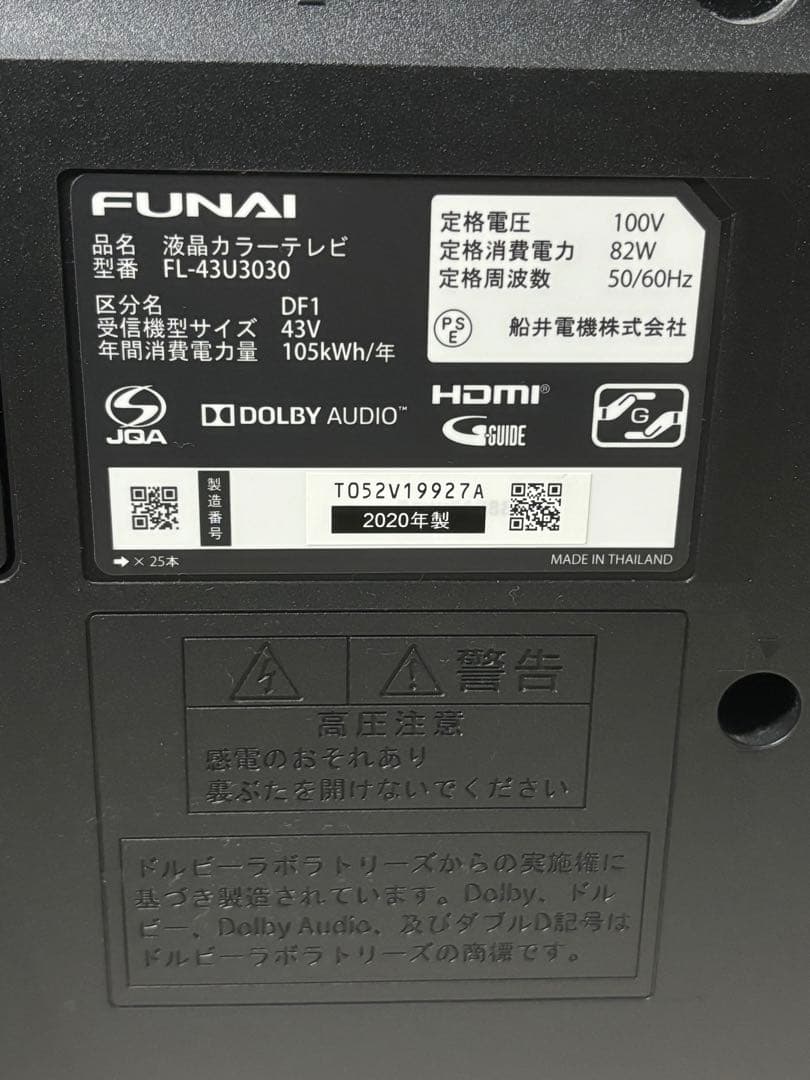 FUNAI
品名 液晶カラーテレビ
型番 FL-43U3030
区分名 DF1
受信機型サイズ 43V
年間消費電力量 105kWh/年
定格電圧 100V
定格消費電力 82W
定格周波数 50/60Hz
PSE 船井電機株式会社
JQA
DOLBY AUDIO™
HDMI®
G-GUIDE
G
製造番号
T052V19927A
2020年製
➡ × 25本
MADE IN THAILAND
警告
高圧注意
感電のおそれあり
裏ぶたを開けないでください
ドルビーラボラトリーズからの実施権に
基づき製造されています。Dolby、ドル
ビー、Dolby Audio、及びダブルD記号は
ドルビーラボラトリーズの商標です。